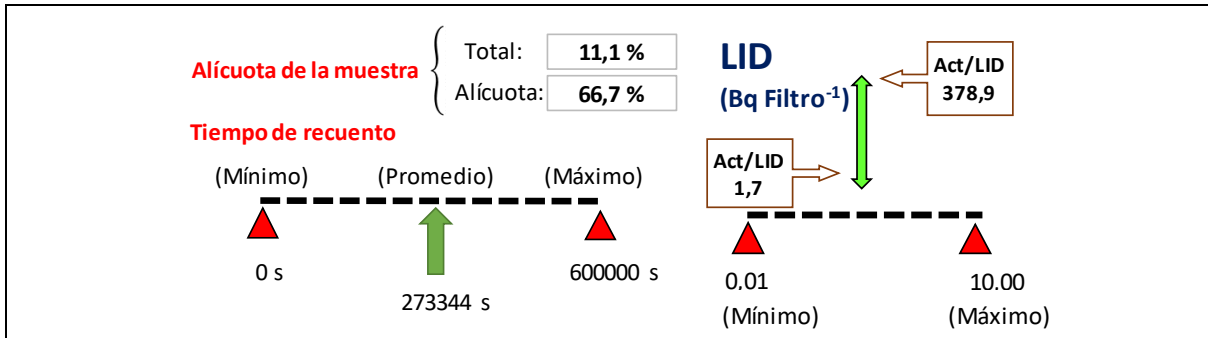 Alícuota de la muestra
Total: 11,1 %
Alícuota: 66,7 %
Tiempo de recuento
(Mínimo) (Promedio) (Máximo)
0 s
273344 s
600000 s
LID
(Bq Filtro⁻¹)
Act/LID
378,9
Act/LID
1,7
0.01
(Mínimo)
10.00
(Máximo)